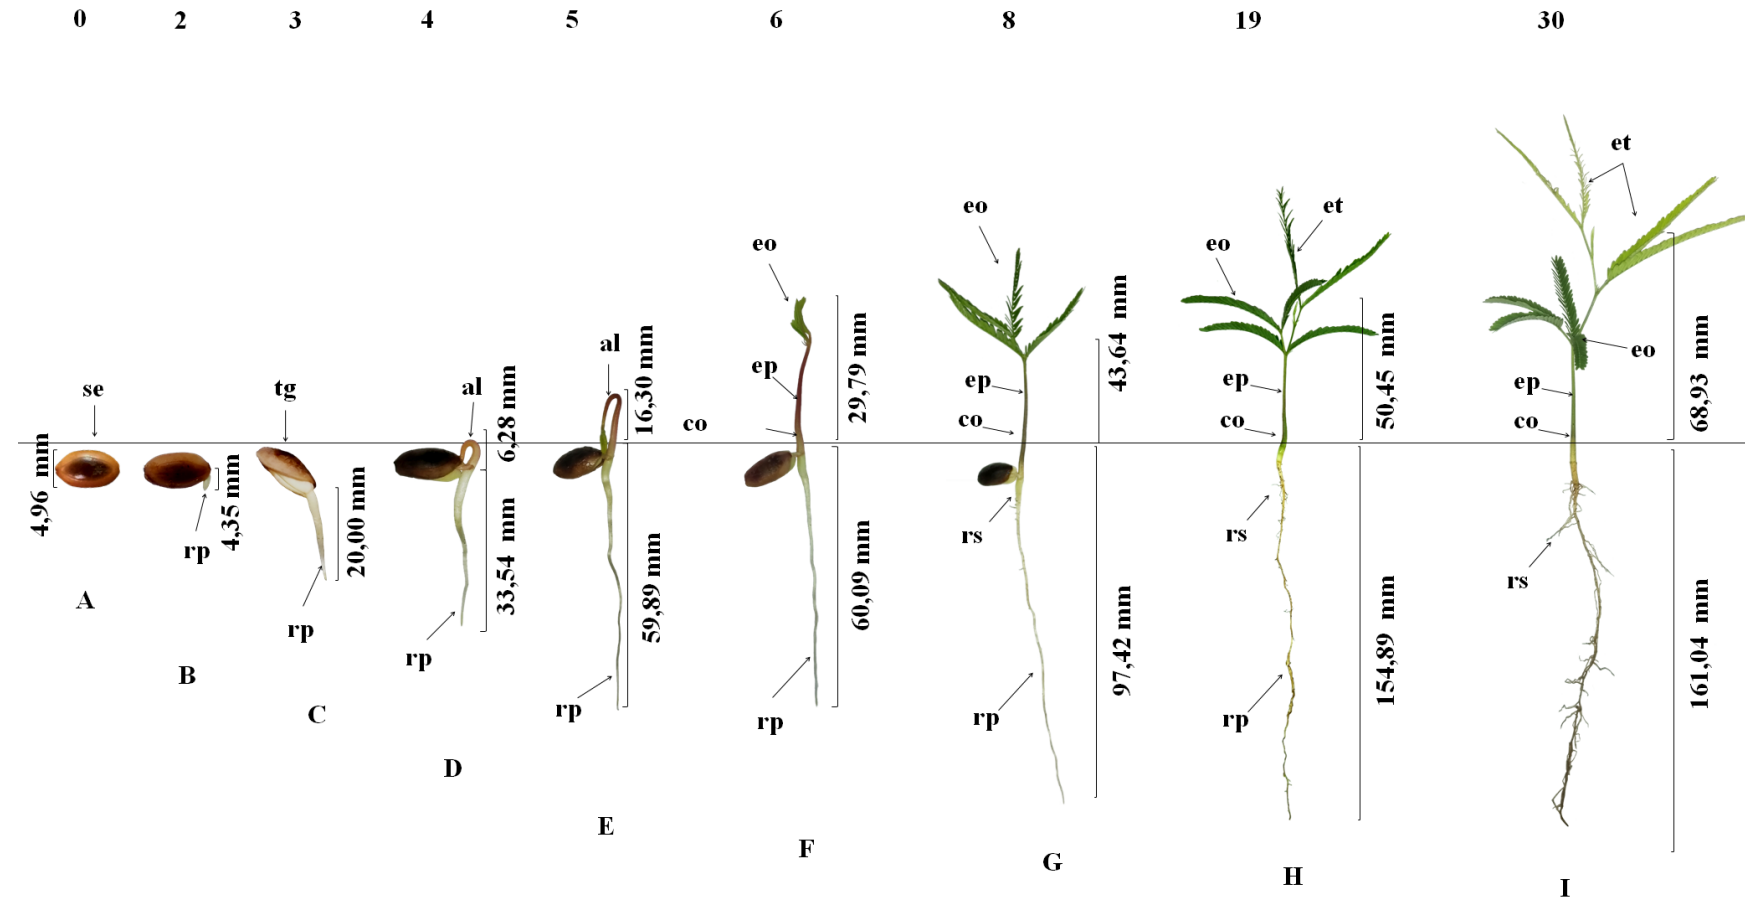 0 2 3 4 5 6 8 19 30
se
4,96 mm
A
rp
4,35 mm
B
tg
20,00 mm
rp
C
al
6,28 mm
33,54 mm
rp
D
al
16,30 mm
59,89 mm
rp
E
eo
ep
co
29,79 mm
60,09 mm
rp
F
eo
ep
co
43,64 mm
rs
97,42 mm
rp
G
et
eo
ep
co
50,45 mm
rs
154,89 mm
rp
H
et
eo
ep
co
68,93 mm
rs
161,04 mm
I